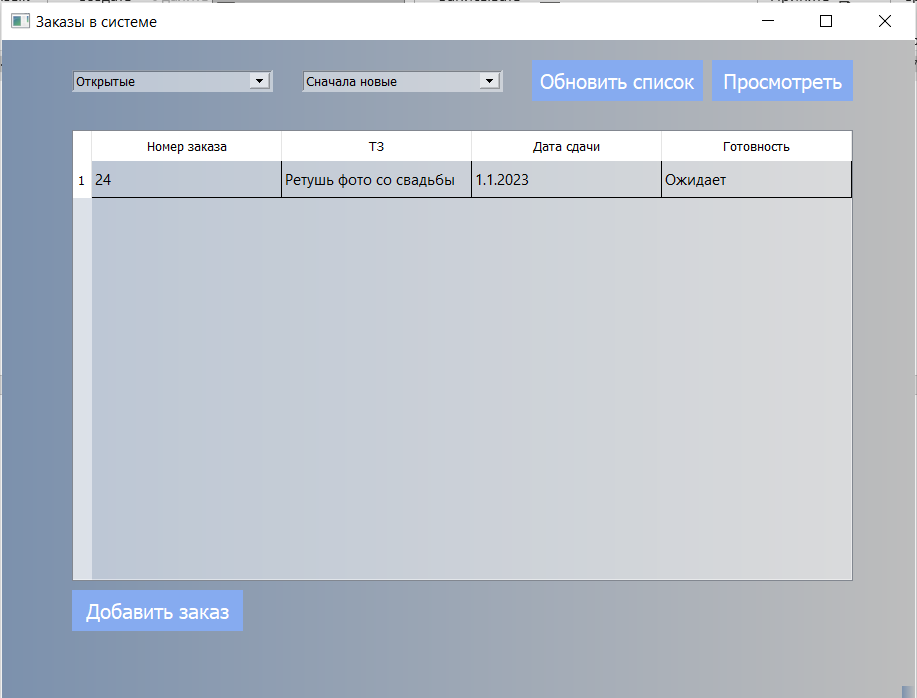 Заказы в системе
Открытые
Сначала новые
Обновить список
Просмотреть
Номер заказа
ТЗ
Дата сдачи
Готовность
1
24
Ретушь фото со свадьбы
1.1.2023
Ожидает
Добавить заказ